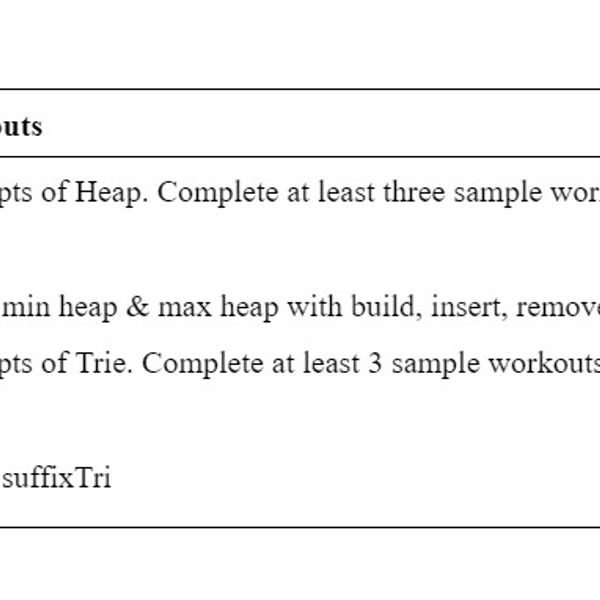 outs
pts of Heap. Complete at least three sample wor
min heap & max heap with build, insert, remove
pts of Trie. Complete at least 3 sample workouts
suffixTri